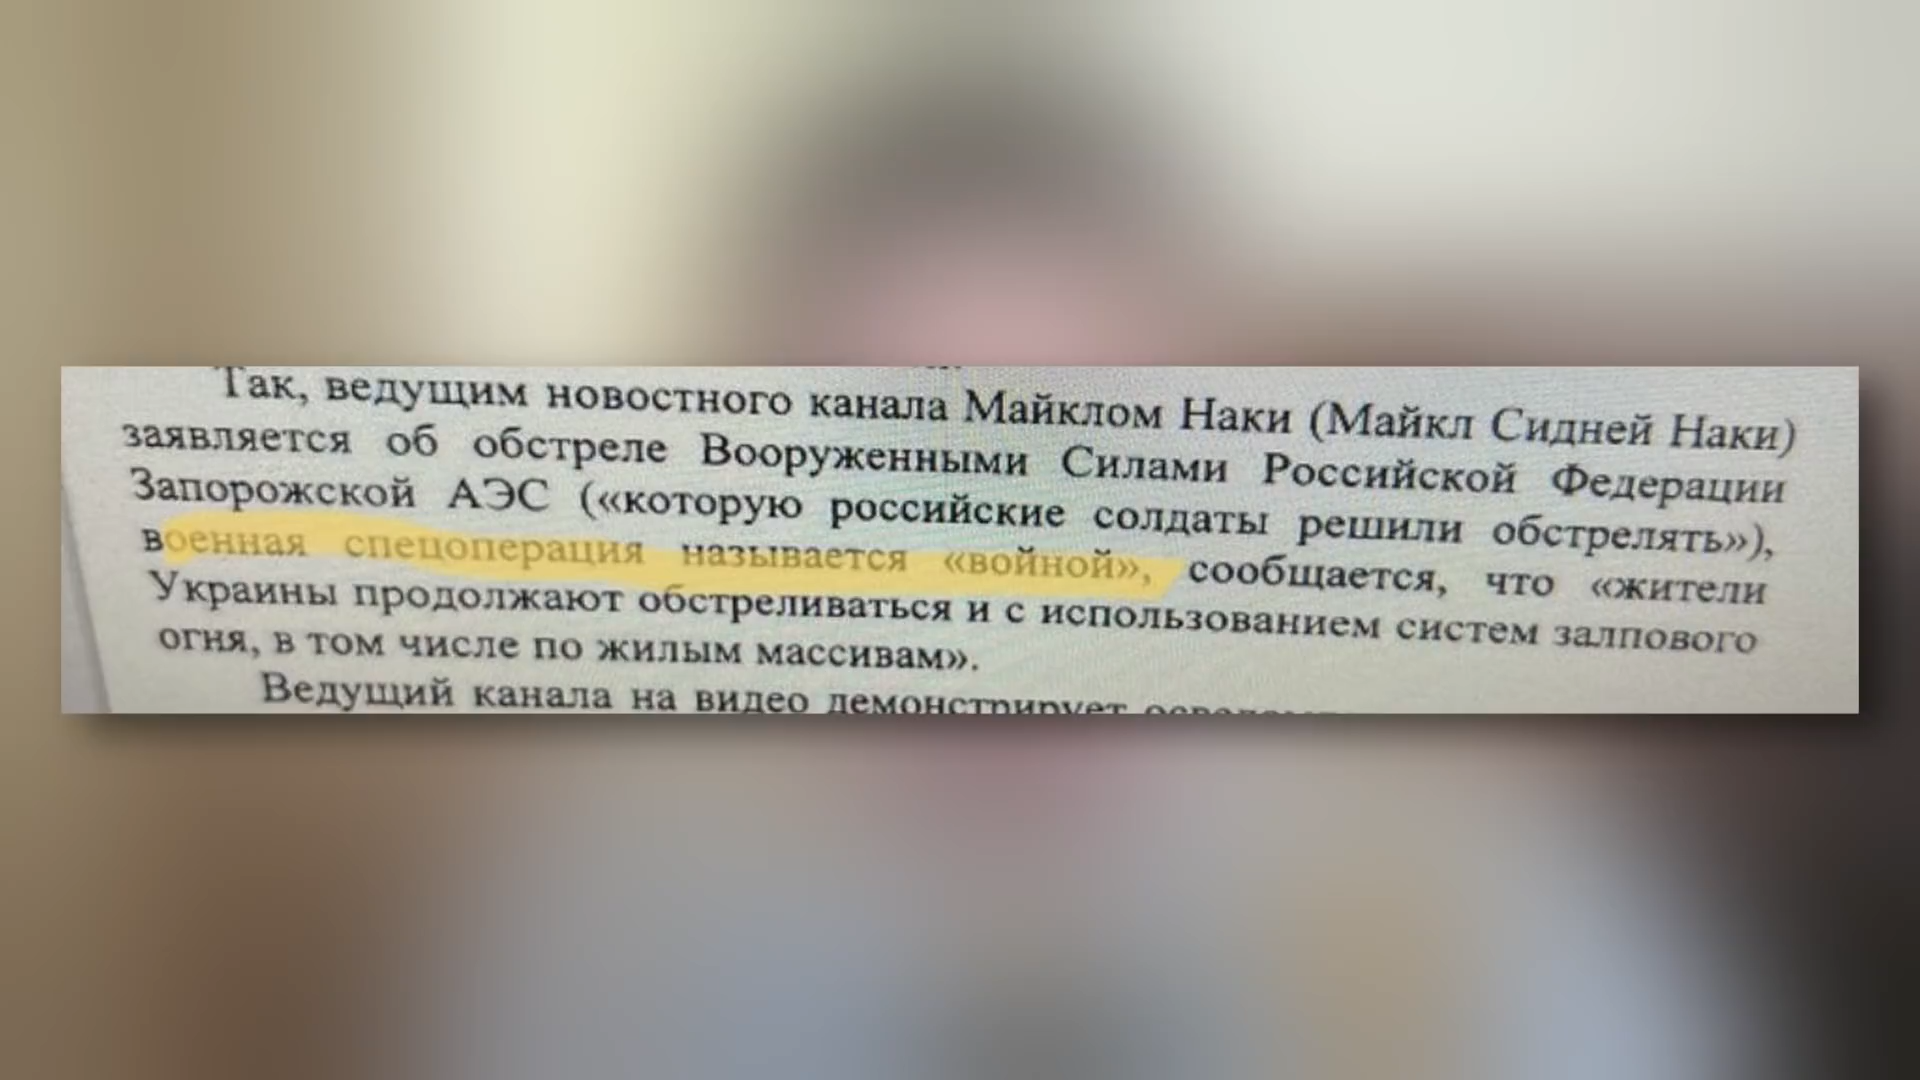 Так, ведущим новостного канала Майклом Наки (Майкл Сидней Наки)
заявляется об обстреле Вооруженными Силами Российской Федерации
Запорожской АЭС («которую российские солдаты решили обстрелять»),
военная спецоперация называется «войной», сообщается, что «жители
Украины продолжают обстреливаться и с использованием систем залпового
огня, в том числе по жилым массивам».
Ведущий канала на видео демонстрирует